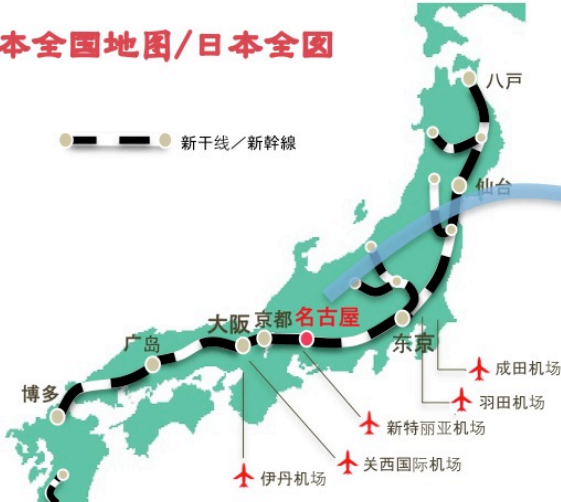 本全国地图/日本全図
八戸
新干线／新幹線
仙台
名古屋
大阪
京都
东京
广岛
博多
成田机场
羽田机场
新特丽亚机场
关西国际机场
伊丹机场